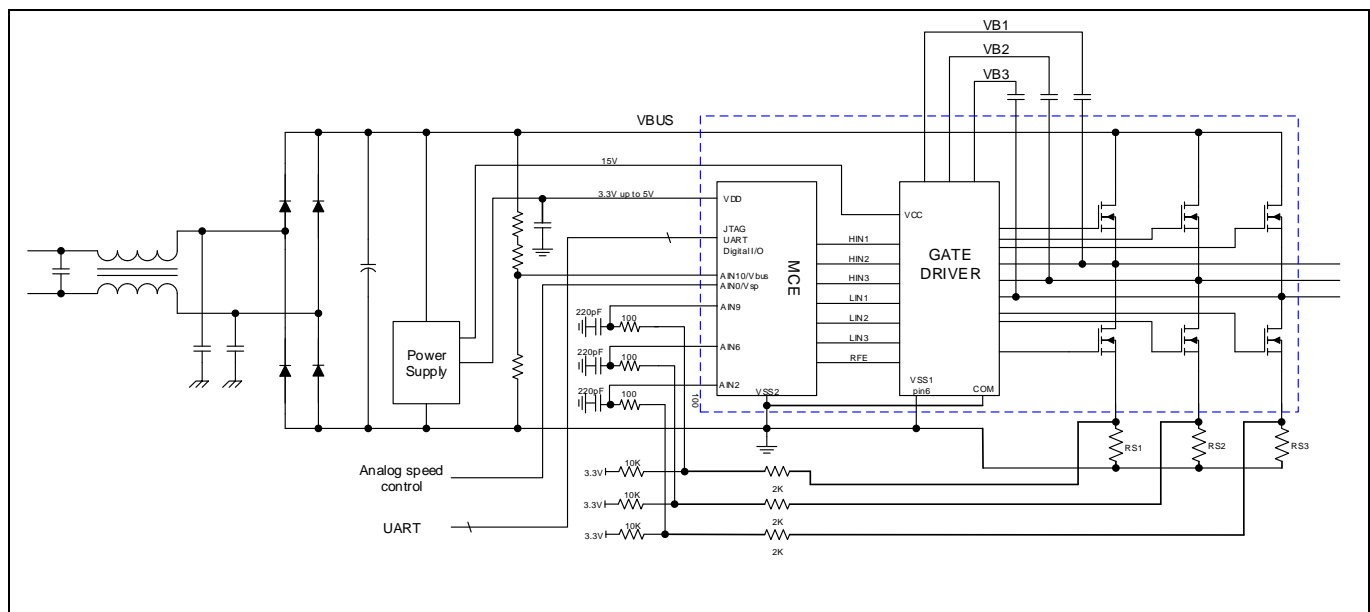 VB1
VB2
VB3
VBUS
15V
3.3V up to 5V
VDD
VCC
JTAG
UART
Digital I/O
HIN1
HIN2
HIN3
LIN1
LIN2
LIN3
RFE
MCE
GATE
DRIVER
AIN10/Vbus
AIN0/Vsp
AIN9
AIN6
AIN2
220pF
100
220pF
100
220pF
100
Power
Supply
VSS2
VSS1
pin6
COM
100
RS1
RS2
RS3
Analog speed
control
UART
3.3V
10K
2K
3.3V
10K
2K
3.3V
10K
2K